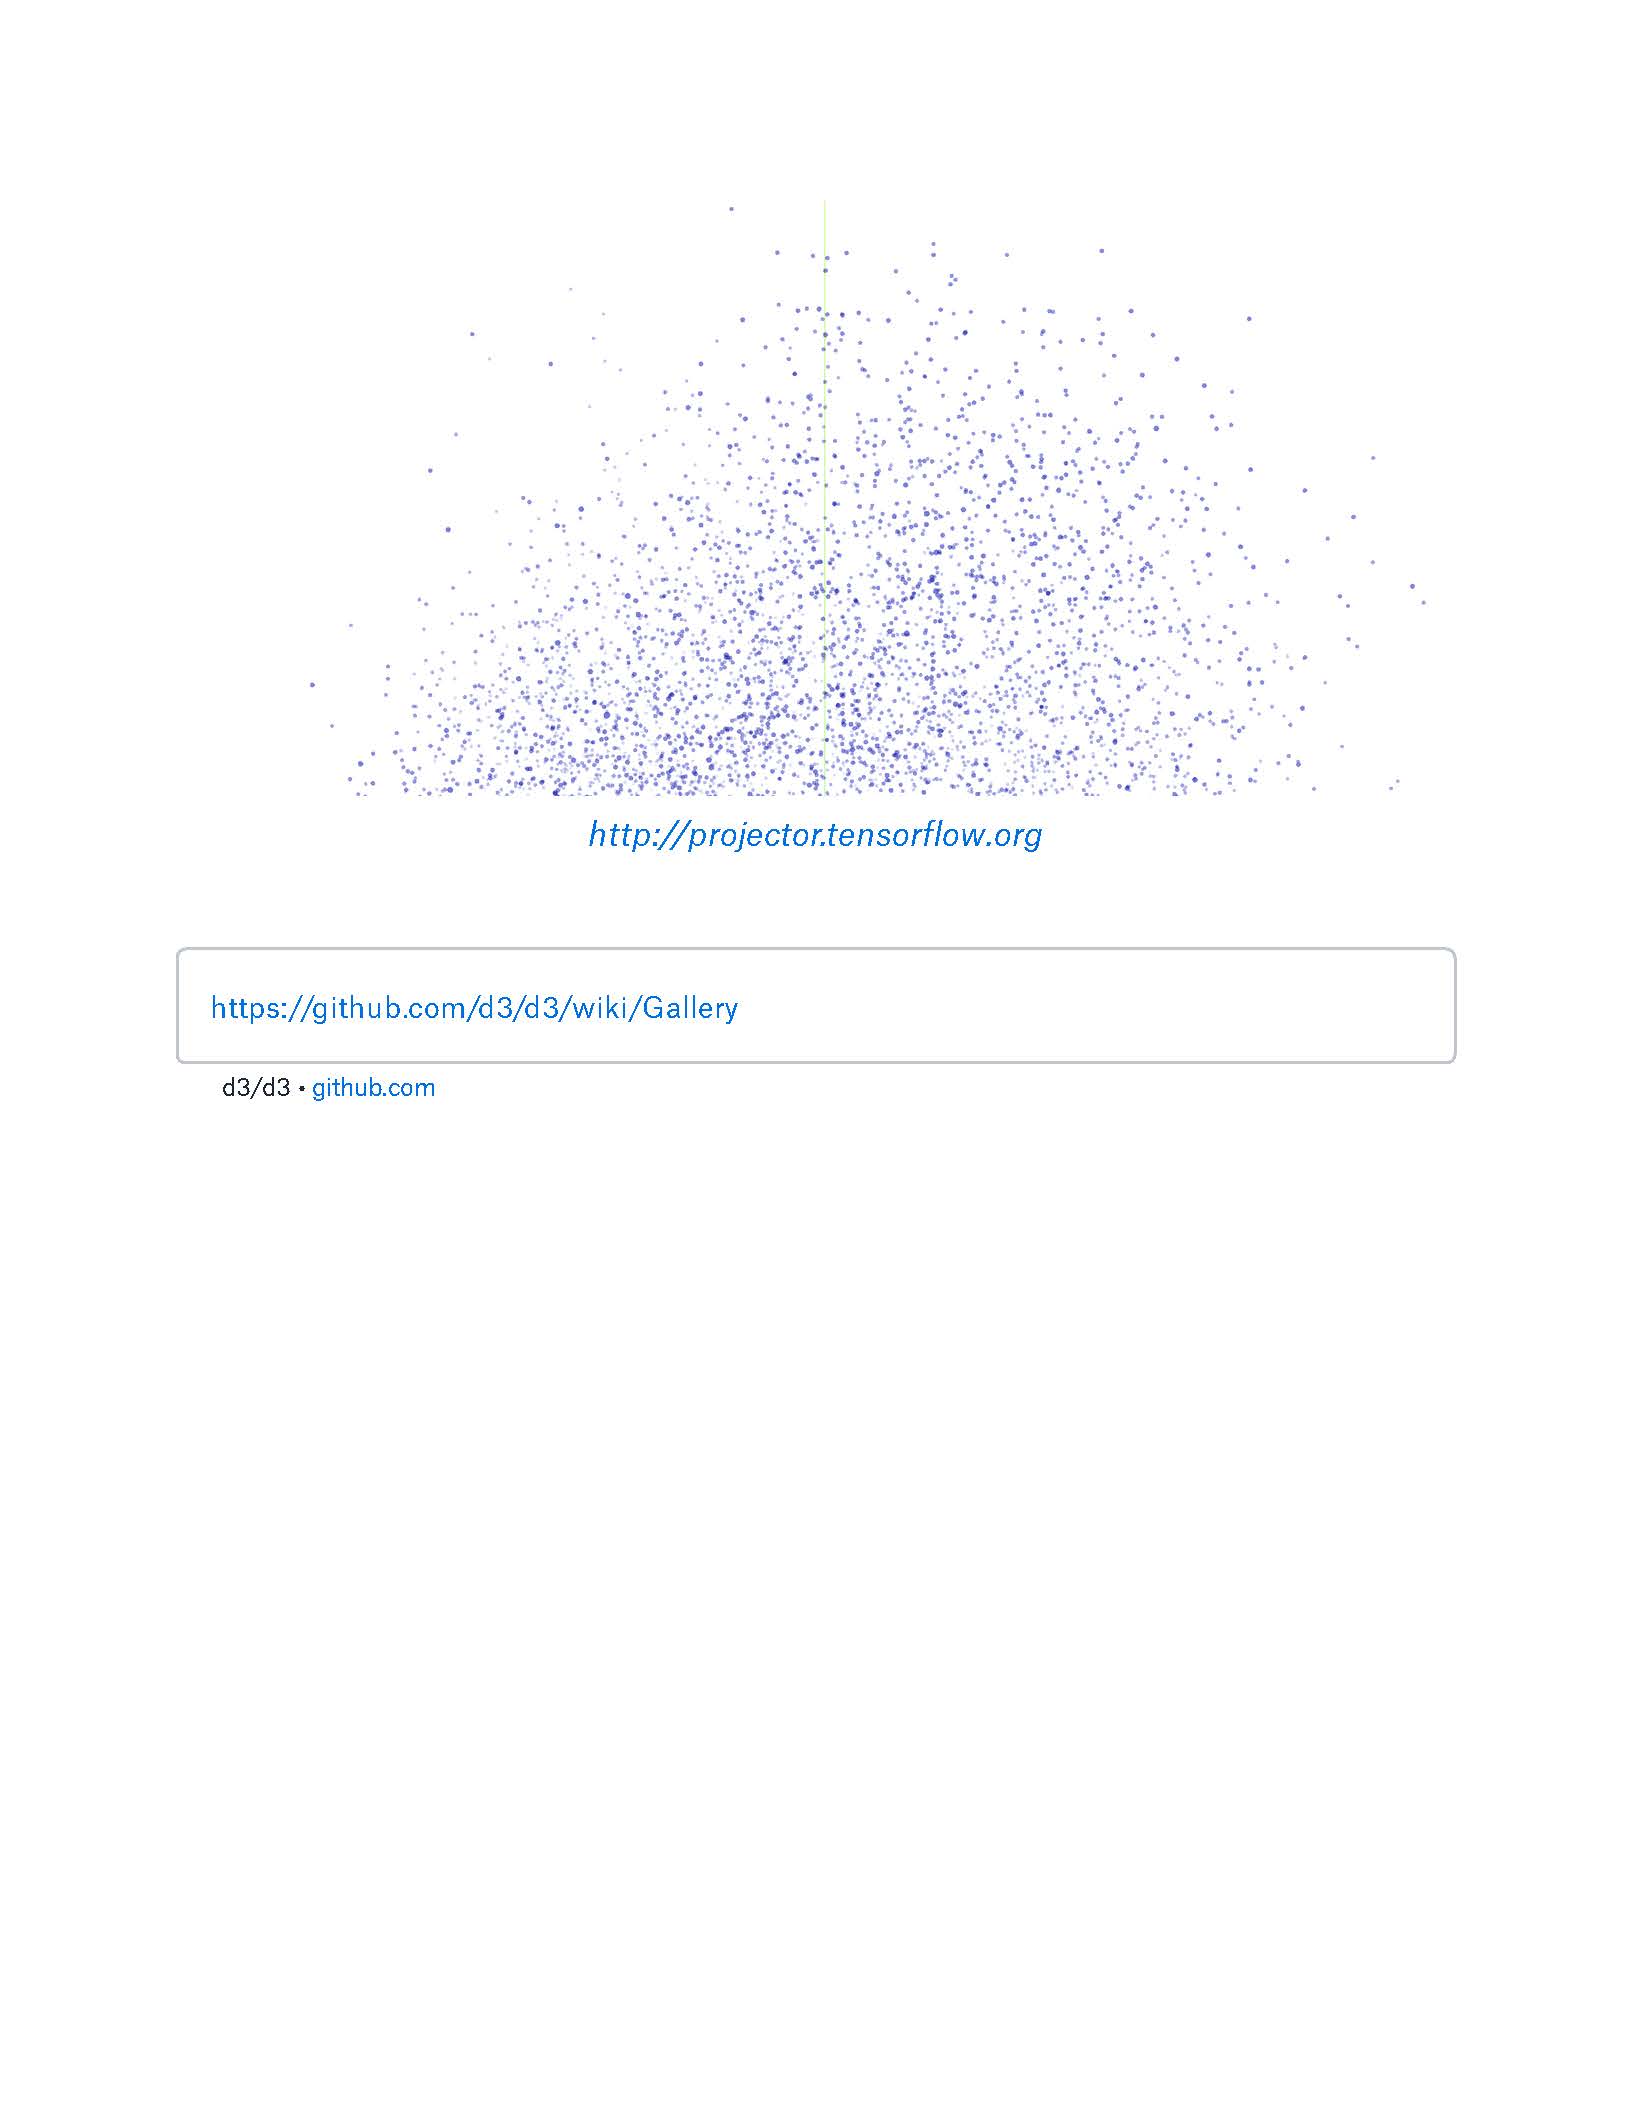 http://projector.tensorflow.org
https://github.com/d3/d3/wiki/Gallery
d3/d3 • github.com